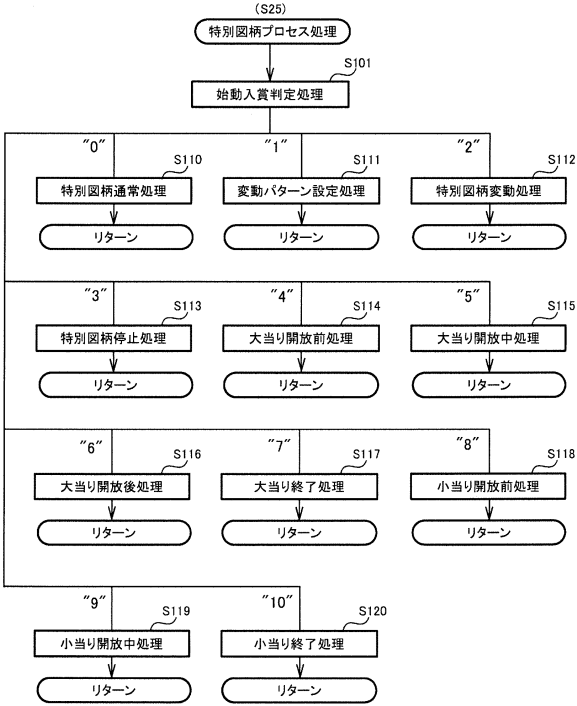 (S25)
特別図柄プロセス処理
S101
始動入賞判定処理
"0"
"1"
"2"
S110
S111
S112
特別図柄通常処理
変動パターン設定処理
特別図柄変動処理
リターン
リターン
リターン
"3"
"4"
"5"
S113
S114
S115
特別図柄停止処理
大当り開放前処理
大当り開放中処理
リターン
リターン
リターン
"6"
"7"
"8"
S116
S117
S118
大当り開放後処理
大当り終了処理
小当り開放前処理
リターン
リターン
リターン
"9"
"10"
S119
S120
小当り開放中処理
小当り終了処理
リターン
リターン